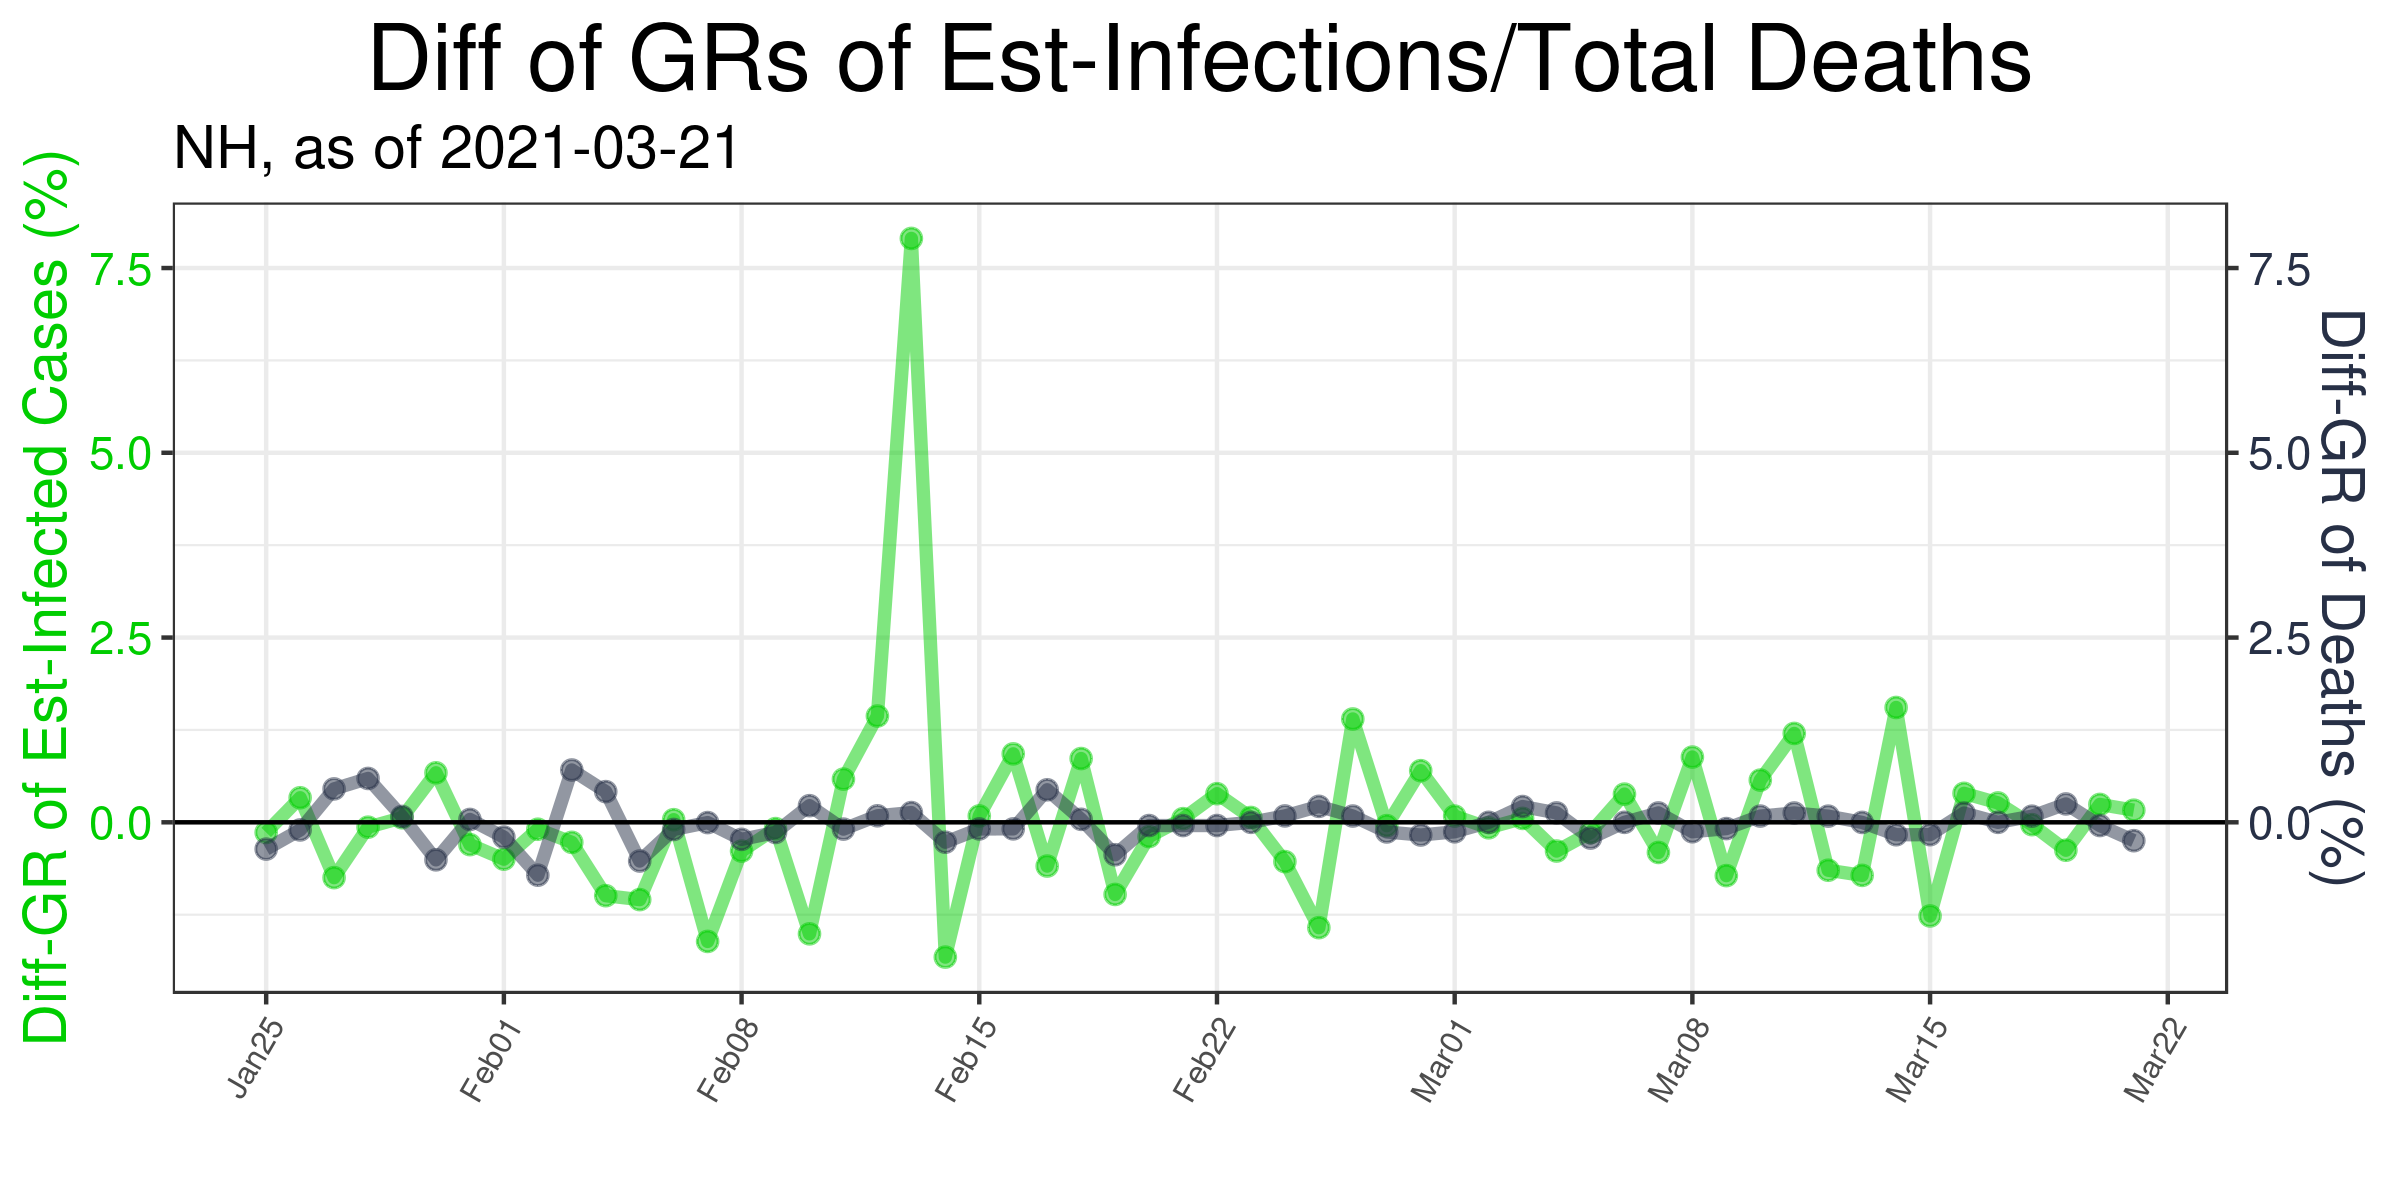 Diff of GRs of Est-Infections/Total Deaths
NH, as of 2021-03-21
Diff-GR of Est-Infected Cases (%)
7.5
5.0
2.5
0.0
7.5
5.0
2.5
0.0
Diff-GR of Deaths (%)
Jan25
Feb01
Feb08
Feb15
Feb22
Mar01
Mar08
Mar15
Mar22